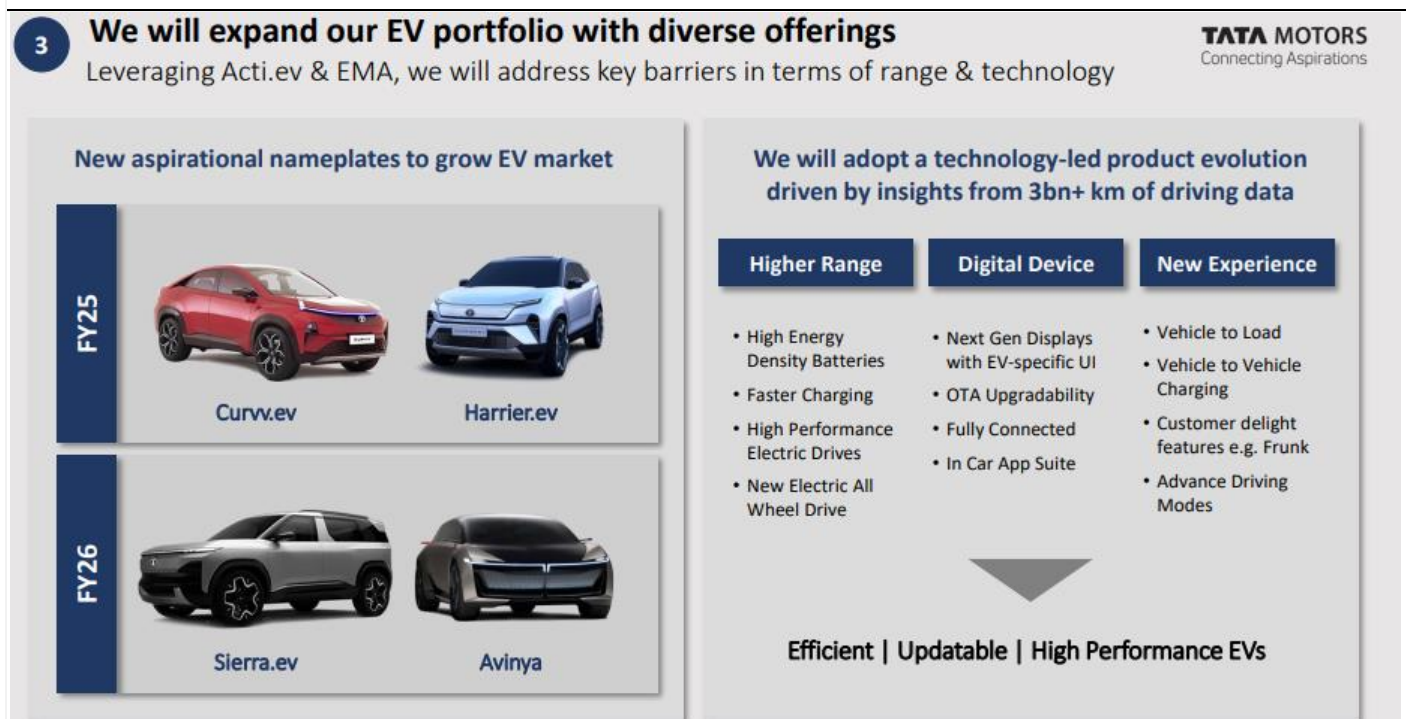 3
We will expand our EV portfolio with diverse offerings
Leveraging Acti.ev & EMA, we will address key barriers in terms of range & technology
TATA MOTORS
Connecting Aspirations
New aspirational nameplates to grow EV market
FY25
Curvv.ev
Harrier.ev
FY26
Sierra.ev
Avinya
We will adopt a technology-led product evolution
driven by insights from 3bn+ km of driving data
Higher Range
• High Energy
Density Batteries
• Faster Charging
• High Performance
Electric Drives
• New Electric All
Wheel Drive
Digital Device
• Next Gen Displays
with EV-specific UI
• OTA Upgradability
• Fully Connected
• In Car App Suite
New Experience
• Vehicle to Load
• Vehicle to Vehicle
Charging
• Customer delight
features e.g. Frunk
• Advance Driving
Modes
Efficient | Updatable | High Performance EVs